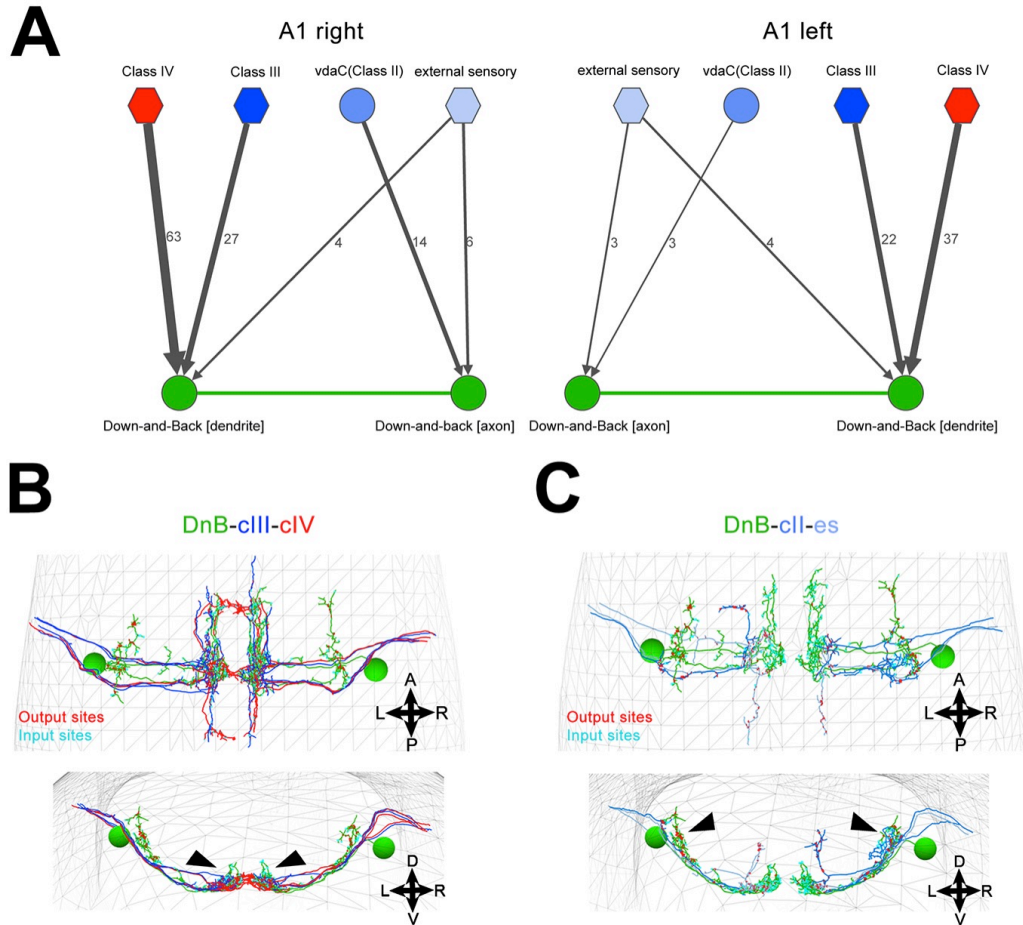 A
A1 right
A1 left
Class IV
Class III
vdaC(Class II)
external sensory
external sensory
vdaC(Class II)
Class III
Class IV
63
27
4
14
6
3
3
4
22
37
Down-and-Back [dendrite]
Down-and-back [axon]
Down-and-Back [axon]
Down-and-Back [dendrite]
B
DnB-cIII-cIV
Output sites
Input sites
A
L
R
P
D
L
R
V
C
DnB-cII-es
Output sites
Input sites
A
L
R
P
D
L
R
V